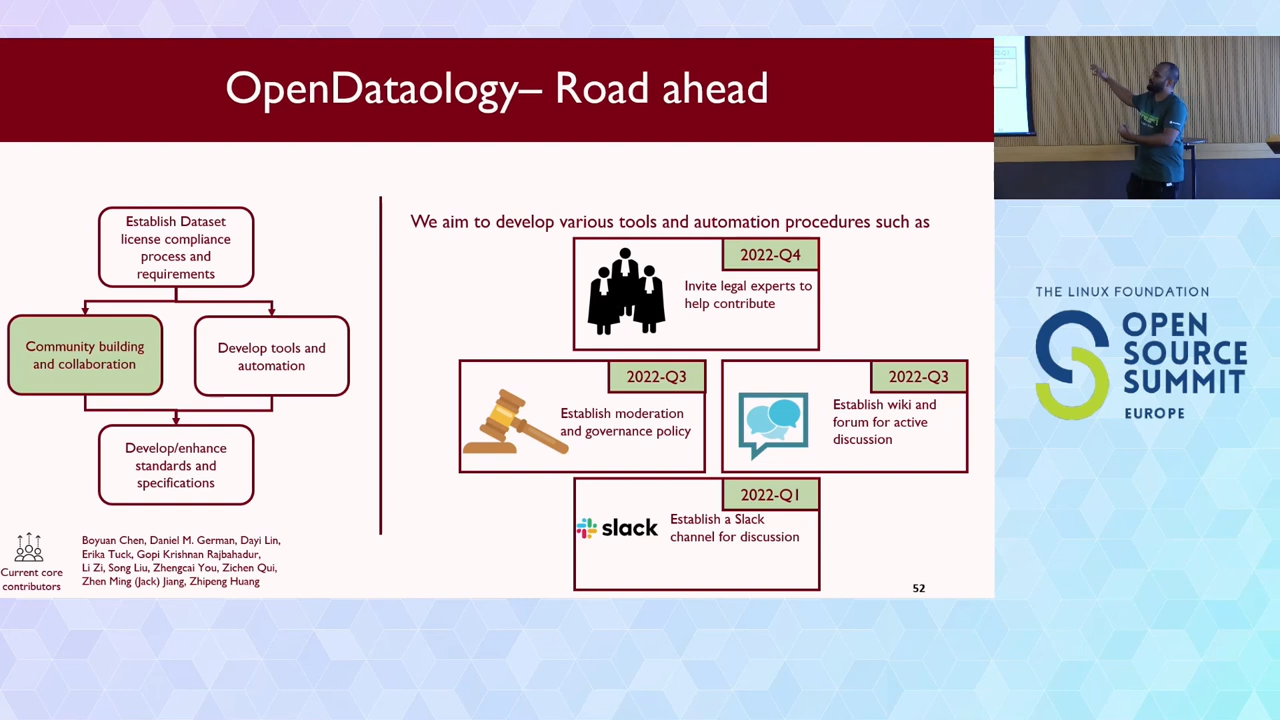 OpenDataology– Road ahead
Establish Dataset
license compliance
process and
requirements
Community building
and collaboration
Develop tools and
automation
Develop/enhance
standards and
specifications
Current core
contributors
Boyuan Chen, Daniel M. German, Dayi Lin,
Erika Tuck, Gopi Krishnan Rajbahadur,
Li Zi, Song Liu, Zhengcai You, Zichen Qui,
Zhen Ming (Jack) Jiang, Zhipeng Huang
We aim to develop various tools and automation procedures such as
2022-Q4
Invite legal experts to
help contribute
2022-Q3
Establish moderation
and governance policy
2022-Q3
Establish wiki and
forum for active
discussion
2022-Q1
slack
Establish a Slack
channel for discussion
52
THE LINUX FOUNDATION
OPEN
SOURCE
SUMMIT
EUROPE